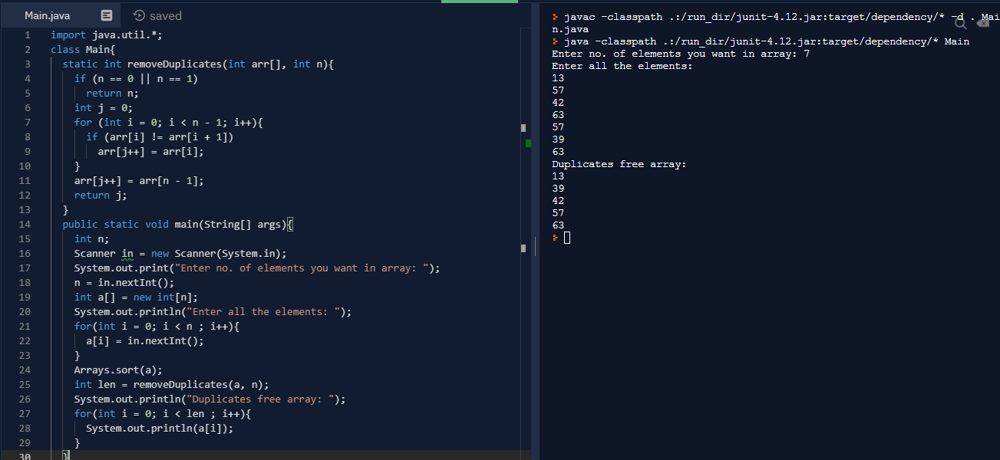 Main.java saved
1 import java.util.*;
2 class Main{
3 static int removeDuplicates(int arr[], int n){
4 if (n == 0 || n == 1)
5 return n;
6 int j = 0;
7 for (int i = 0; i < n - 1; i++){
8 if (arr[i] != arr[i + 1])
9 arr[j++] = arr[i];
10 }
11 arr[j++] = arr[n - 1];
12 return j;
13 }
14 public static void main(String[] args){
15 int n;
16 Scanner in = new Scanner(System.in);
17 System.out.print("Enter no. of elements you want in array: ");
18 n = in.nextInt();
19 int a[] = new int[n];
20 System.out.println("Enter all the elements: ");
21 for(int i = 0; i < n ; i++){
22 a[i] = in.nextInt();
23 }
24 Arrays.sort(a);
25 int len = removeDuplicates(a, n);
26 System.out.println("Duplicates free array: ");
27 for(int i = 0; i < len ; i++){
28 System.out.println(a[i]);
29 }
30 }
> javac -classpath .:/run_dir/junit-4.12.jar:target/dependency/* -d . Mai
n.java
> java -classpath .:/run_dir/junit-4.12.jar:target/dependency/* Main
Enter no. of elements you want in array: 7
Enter all the elements:
13
57
42
63
57
39
63
Duplicates free array:
13
39
42
57
63
>